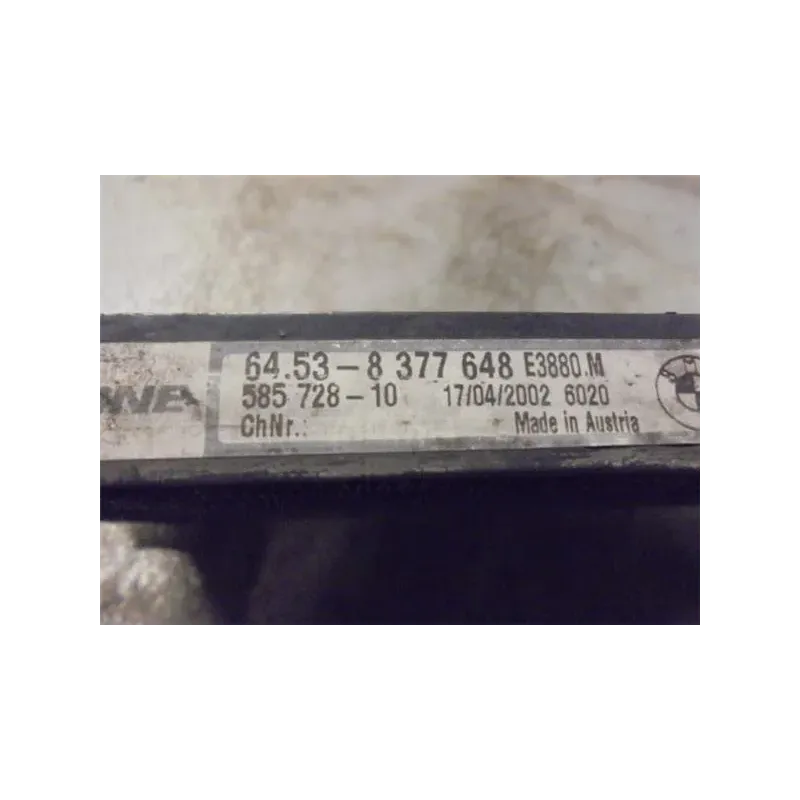 64.53-8 377 648 E3880.M
585 728-10 17/04/2002 6020
ChNr.:
Made in Austria